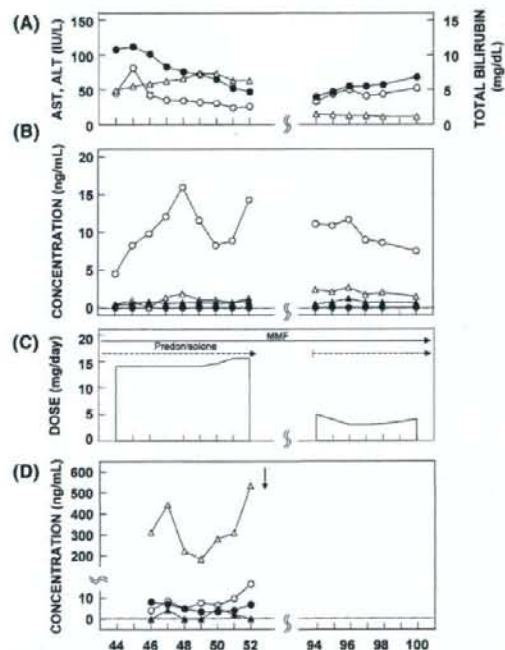 (A)
AST, ALT (IU/L)
150
100
50
0
15
10
5
0
TOTAL BILIRUBIN
(mg/dL)
(B)
CONCENTRATION (ng/mL)
20
15
10
5
0
(C)
DOSE (mg/day)
20
15
10
5
0
MMF
Predonisolone
(D)
CONCENTRATION (ng/mL)
600
500
400
300
200
10
0
44 46 48 50 52 94 96 98 100